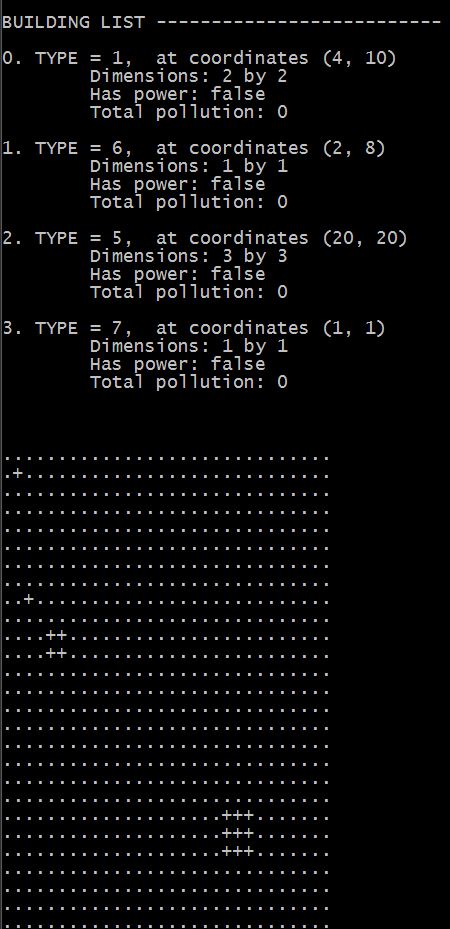 BUILDING LIST --------------------------
0. TYPE = 1,  at coordinates (4, 10)
Dimensions: 2 by 2
Has power: false
Total pollution: 0
1. TYPE = 6,  at coordinates (2, 8)
Dimensions: 1 by 1
Has power: false
Total pollution: 0
2. TYPE = 5,  at coordinates (20, 20)
Dimensions: 3 by 3
Has power: false
Total pollution: 0
3. TYPE = 7,  at coordinates (1, 1)
Dimensions: 1 by 1
Has power: false
Total pollution: 0
..............................
.+............................
..............................
..............................
..............................
..............................
..............................
..............................
..+...........................
..............................
....++........................
....++........................
..............................
..............................
..............................
..............................
..............................
..............................
..............................
..............................
....................+++.......
....................+++.......
....................+++.......
..............................
..............................
..............................
..............................